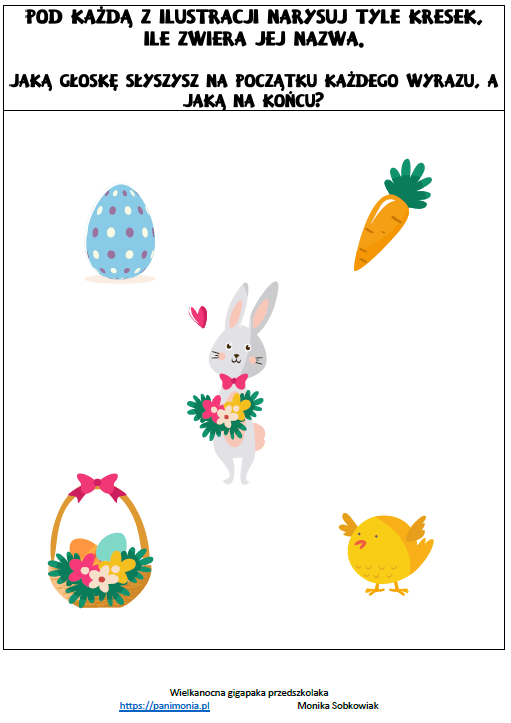 POD KAŻDĄ Z ILUSTRACJI NARYSUJ TYLE KRESEK,
ILE ZWIERA JEJ NAZWA.
JAKĄ GŁOSKĘ SŁYSZYSZ NA POCZĄTKU KAŻDEGO WYRAZU, A
JAKĄ NA KOŃCU?
Wielkanocna gigapaka przedszkolaka
https://panimonia.pl Monika Sobkowiak